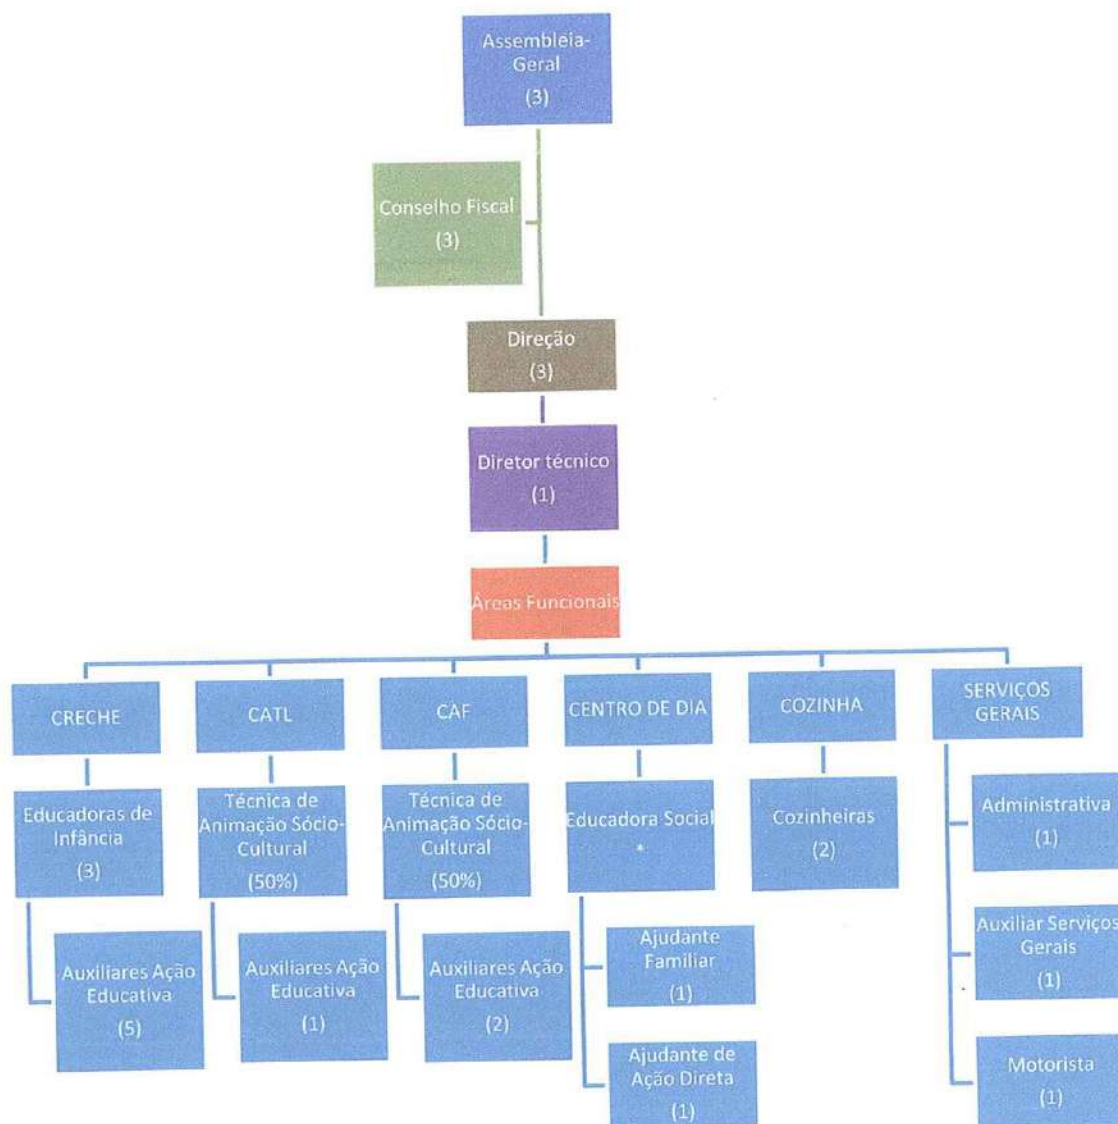 Assembleia-
Geral
(3)
Conselho Fiscal
(3)
Direção
(3)
Diretor técnico
(1)
Áreas Funcionais
CRECHE
CATL
CAF
CENTRO DE DIA
COZINHA
SERVIÇOS
GERAIS
Educadoras de
Infância
(3)
Técnica de
Animação Sócio-
Cultural
(50%)
Técnica de
Animação Sócio-
Cultural
(50%)
Educadora Social
*
Cozinheiras
(2)
Administrativa
(1)
Auxiliares Ação
Educativa
(5)
Auxiliares Ação
Educativa
(1)
Auxiliares Ação
Educativa
(2)
Ajudante
Familiar
(1)
Auxiliar Serviços
Gerais
(1)
Ajudante de
Ação Direta
(1)
Motorista
(1)